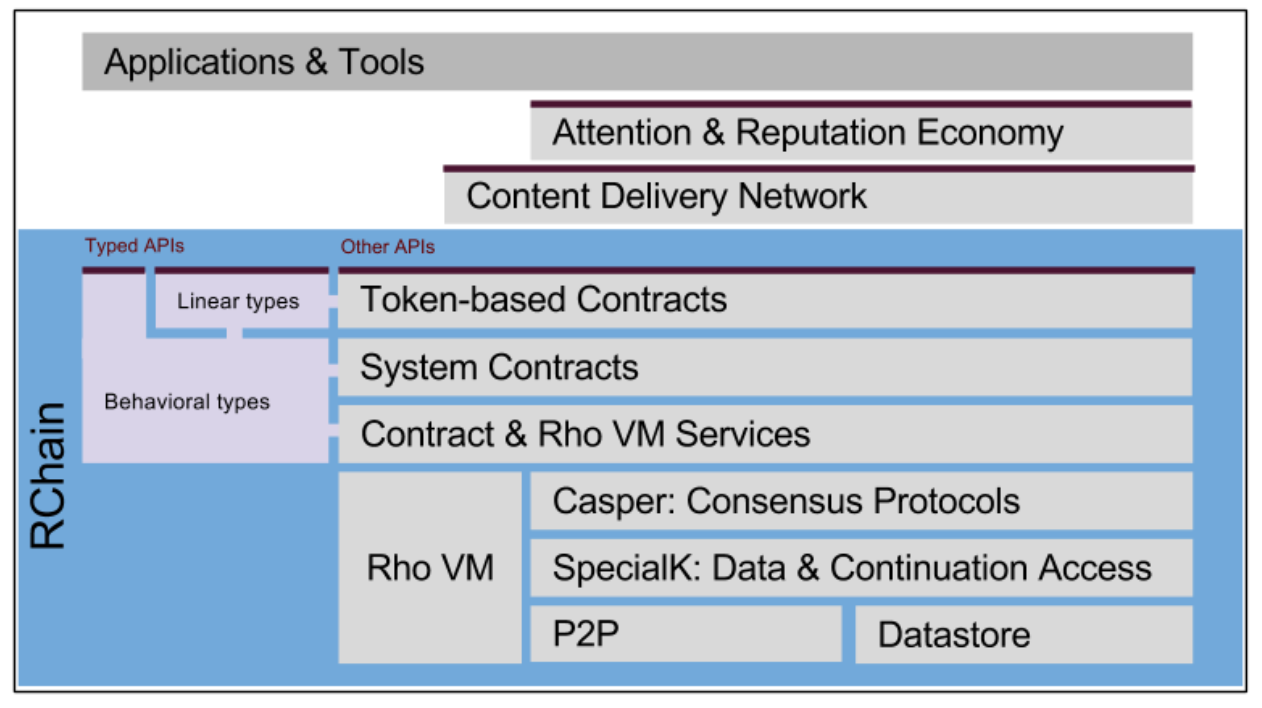 Applications & Tools
Attention & Reputation Economy
Content Delivery Network
Typed APIs
Other APIs
Linear types
Token-based Contracts
System Contracts
Behavioral types
Contract & Rho VM Services
RChain
Casper: Consensus Protocols
Rho VM
SpecialK: Data & Continuation Access
P2P
Datastore